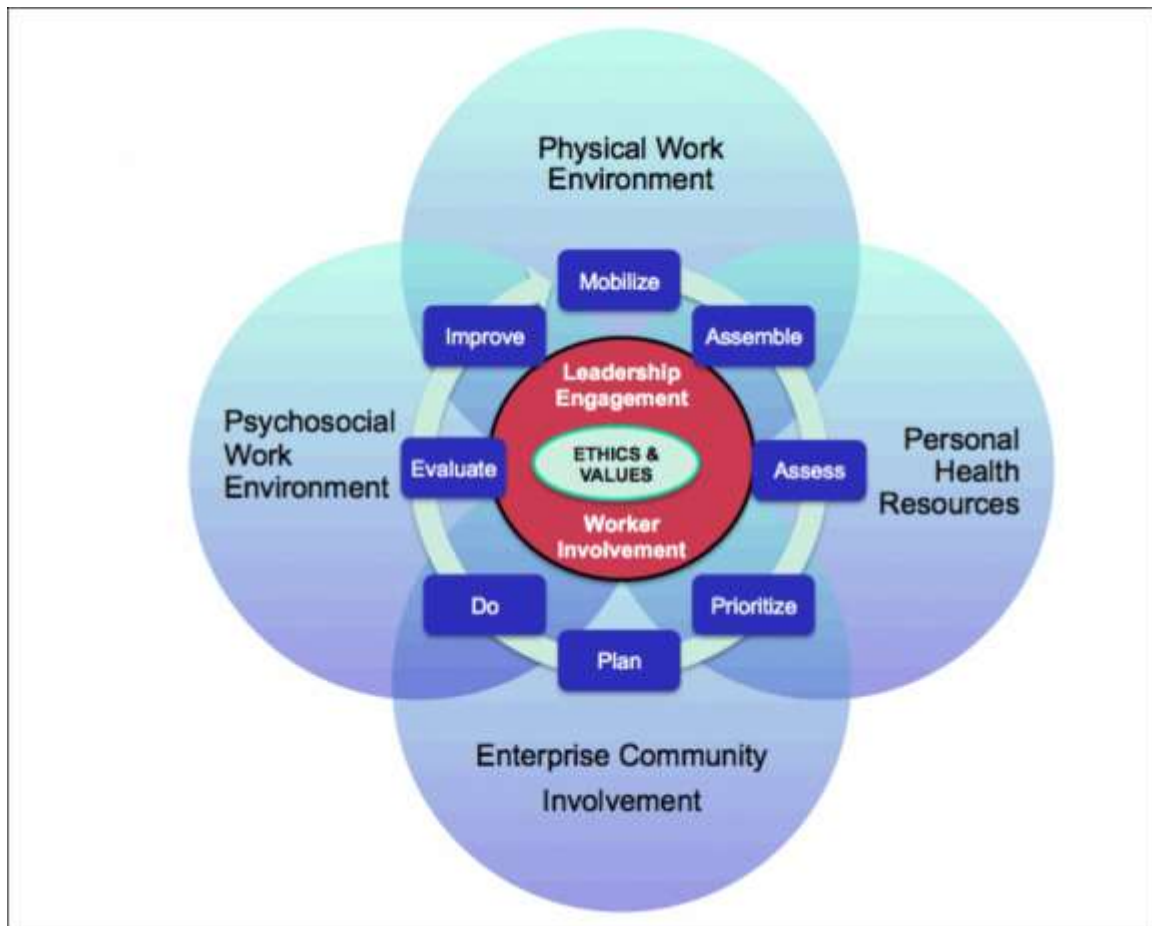 Physical Work
Environment
Mobilize
Improve
Assemble
Leadership
Engagement
Psychosocial
Work
Environment
Evaluate
ETHICS &
VALUES
Assess
Personal
Health
Resources
Worker
Involvement
Do
Prioritize
Plan
Enterprise Community
Involvement